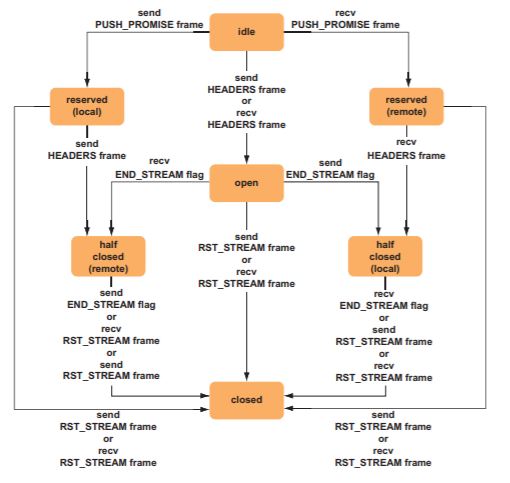 send
PUSH_PROMISE frame
idle
recv
PUSH_PROMISE frame
send
HEADERS frame
or
recv
HEADERS frame
reserved
(local)
reserved
(remote)
send
HEADERS frame
recv
HEADERS frame
recv
END_STREAM flag
open
send
END_STREAM flag
half
closed
(remote)
send
RST_STREAM frame
or
recv
RST_STREAM frame
half
closed
(local)
send
END_STREAM flag
or
recv
RST_STREAM frame
or
send
RST_STREAM frame
recv
END_STREAM flag
or
send
RST_STREAM frame
or
recv
RST_STREAM frame
closed
send
RST_STREAM frame
or
recv
RST_STREAM frame
send
RST_STREAM frame
or
recv
RST_STREAM frame